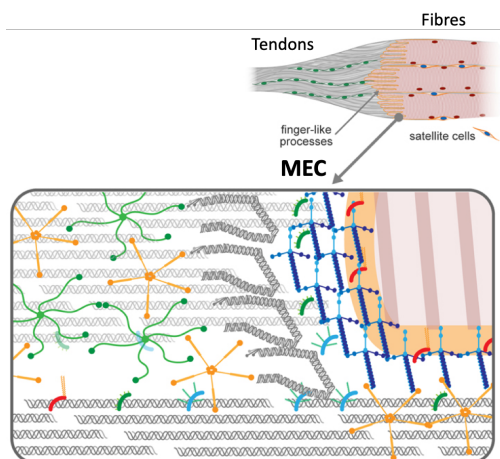 Fibres
Tendons
finger-like
processes
satellite cells
MEC